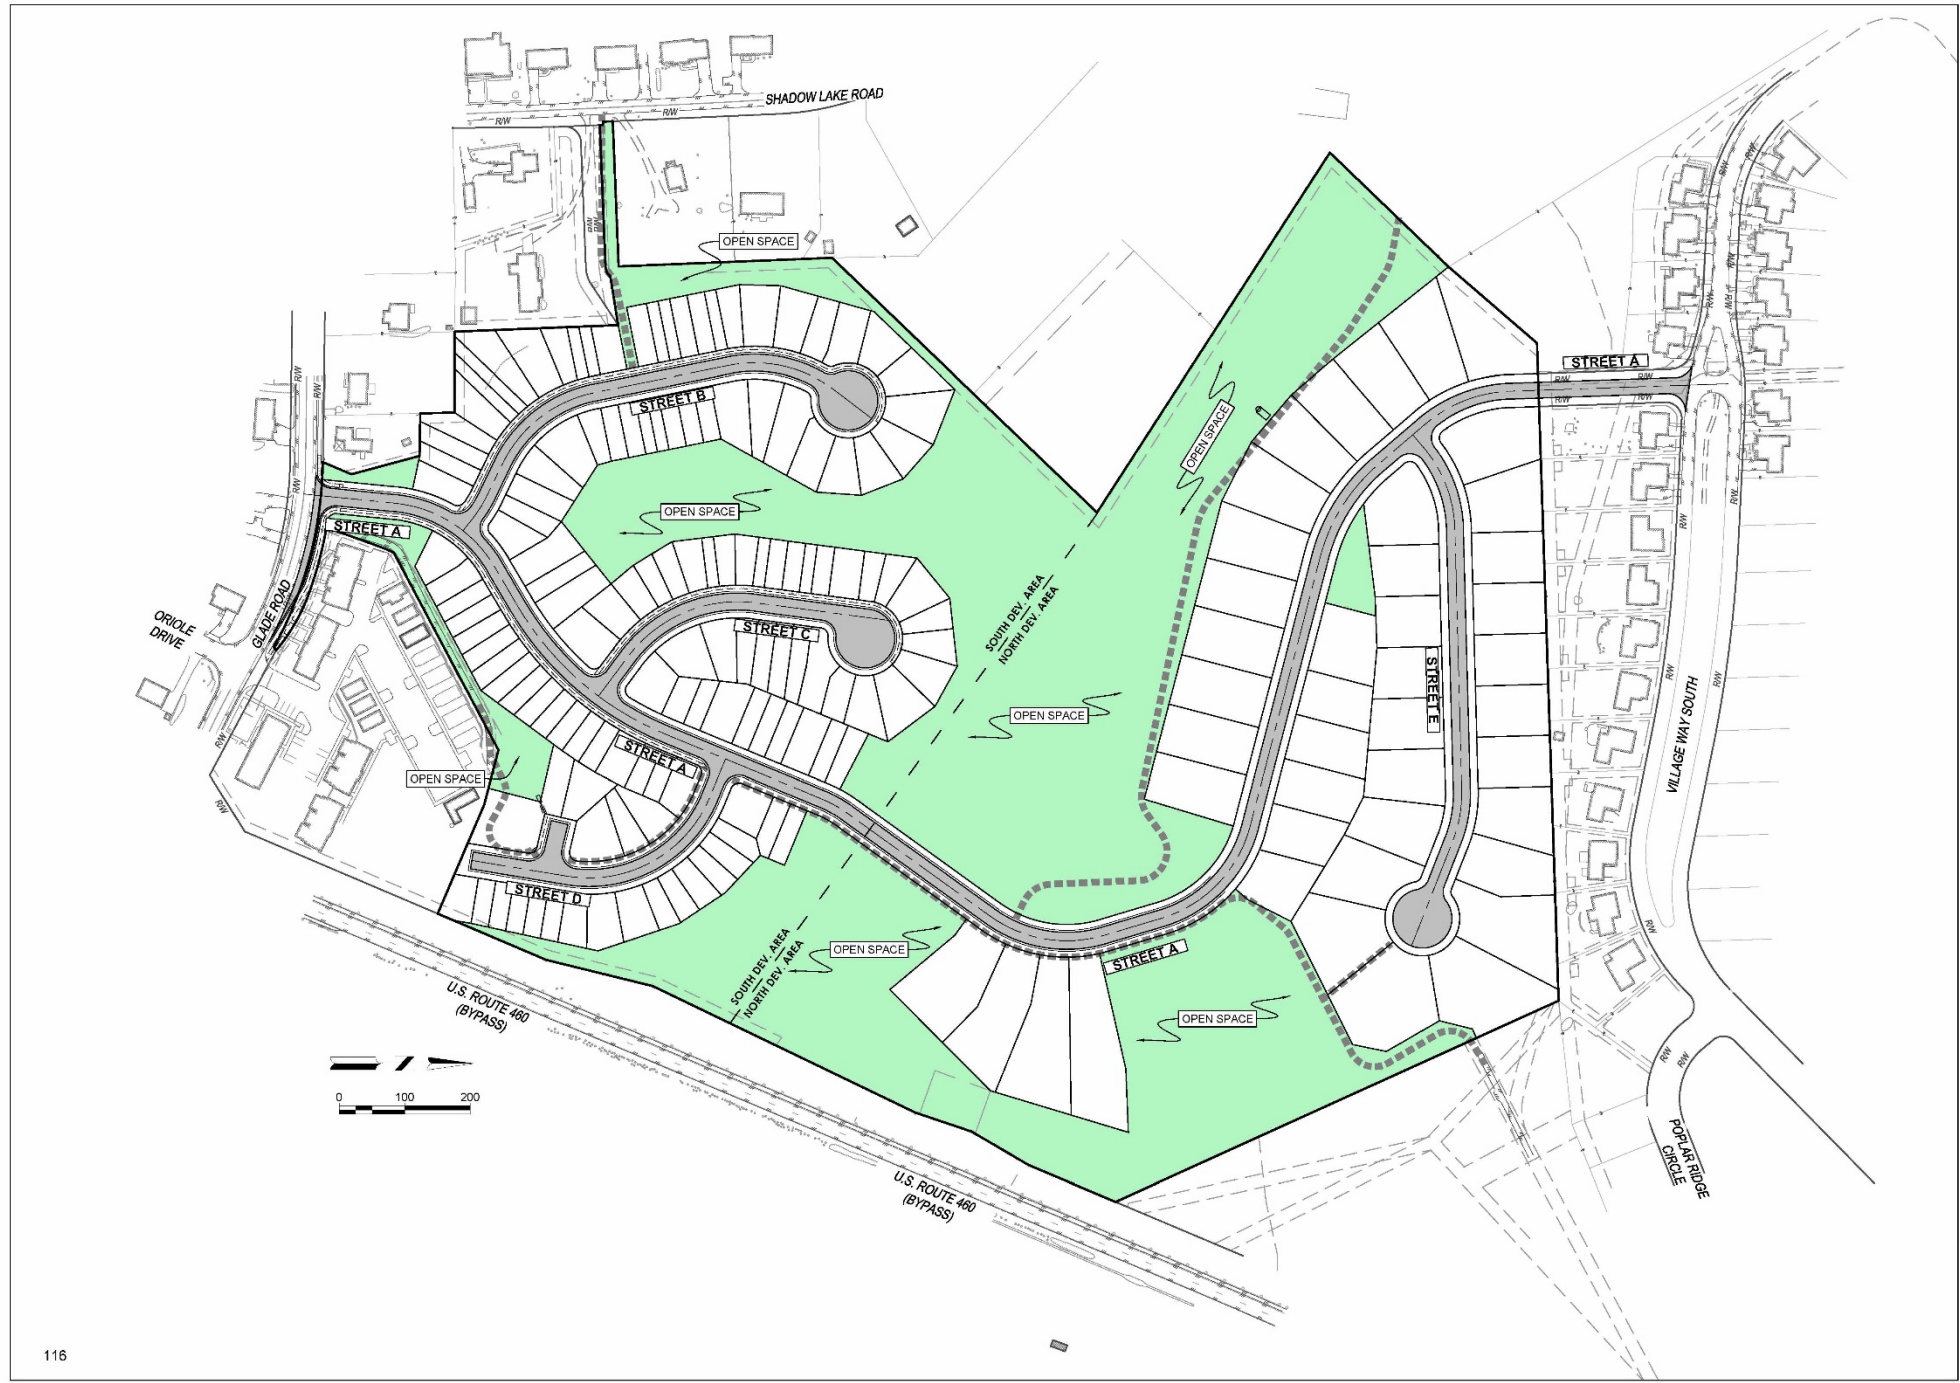 SHADOW LAKE ROAD
R/W
R/W
R/W
R/W
OPEN SPACE
R/W
R/W
R/W
R/W
R/W
R/W
STREET A
R/W
R/W
R/W
R/W
R/W
STREET B
OPEN SPACE
R/W
OPEN SPACE
R/W
R/W
STREET A
SOUTH DEV. AREA
NORTH DEV. AREA
GLADE ROAD
ORIOLE
DRIVE
STREET C
STREET E
R/W
R/W
OPEN SPACE
VILLAGE WAY SOUTH
R/W
STREET A
OPEN SPACE
R/W
STREET D
R/W
SOUTH DEV. AREA
NORTH DEV. AREA
OPEN SPACE
STREET A
U.S. ROUTE 460
(BYPASS)
OPEN SPACE
R/W
R/W
0 100 200
POPLAR RIDGE
CIRCLE
U.S. ROUTE 460
(BYPASS)
116